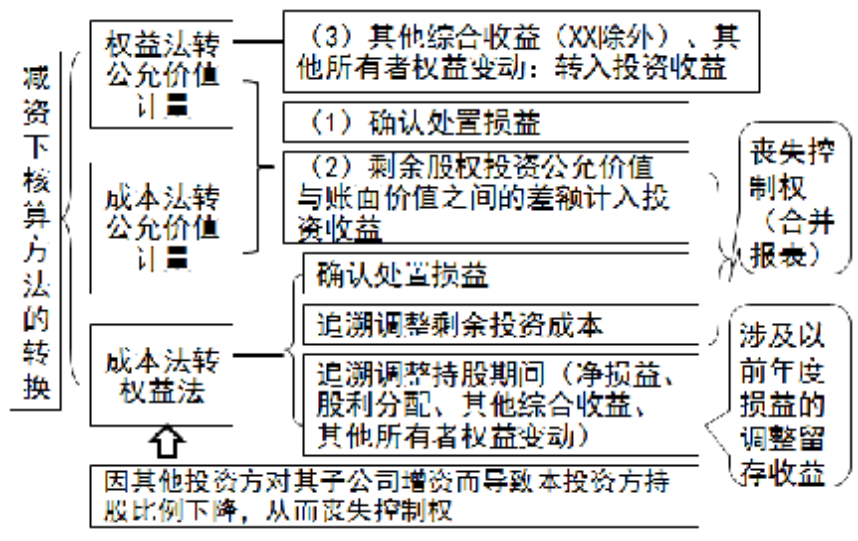 减资下核算方法的转换
权益法转
公允价值
计量
（3）其他综合收益（XX除外）、其
他所有者权益变动：转入投资收益
（1）确认处置损益
成本法转
公允价值
计量
（2）剩余股权投资公允价值
与账面价值之间的差额计入投
资收益
丧失控
制权
（合并
报表）
确认处置损益
追溯调整剩余投资成本
成本法转
权益法
追溯调整持股期间（净损益、
股利分配、其他综合收益、
其他所有者权益变动）
涉及以
前年度
损益的
调整留
存收益
因其他投资方对其子公司增资而导致本投资方持
股比例下降，从而丧失控制权